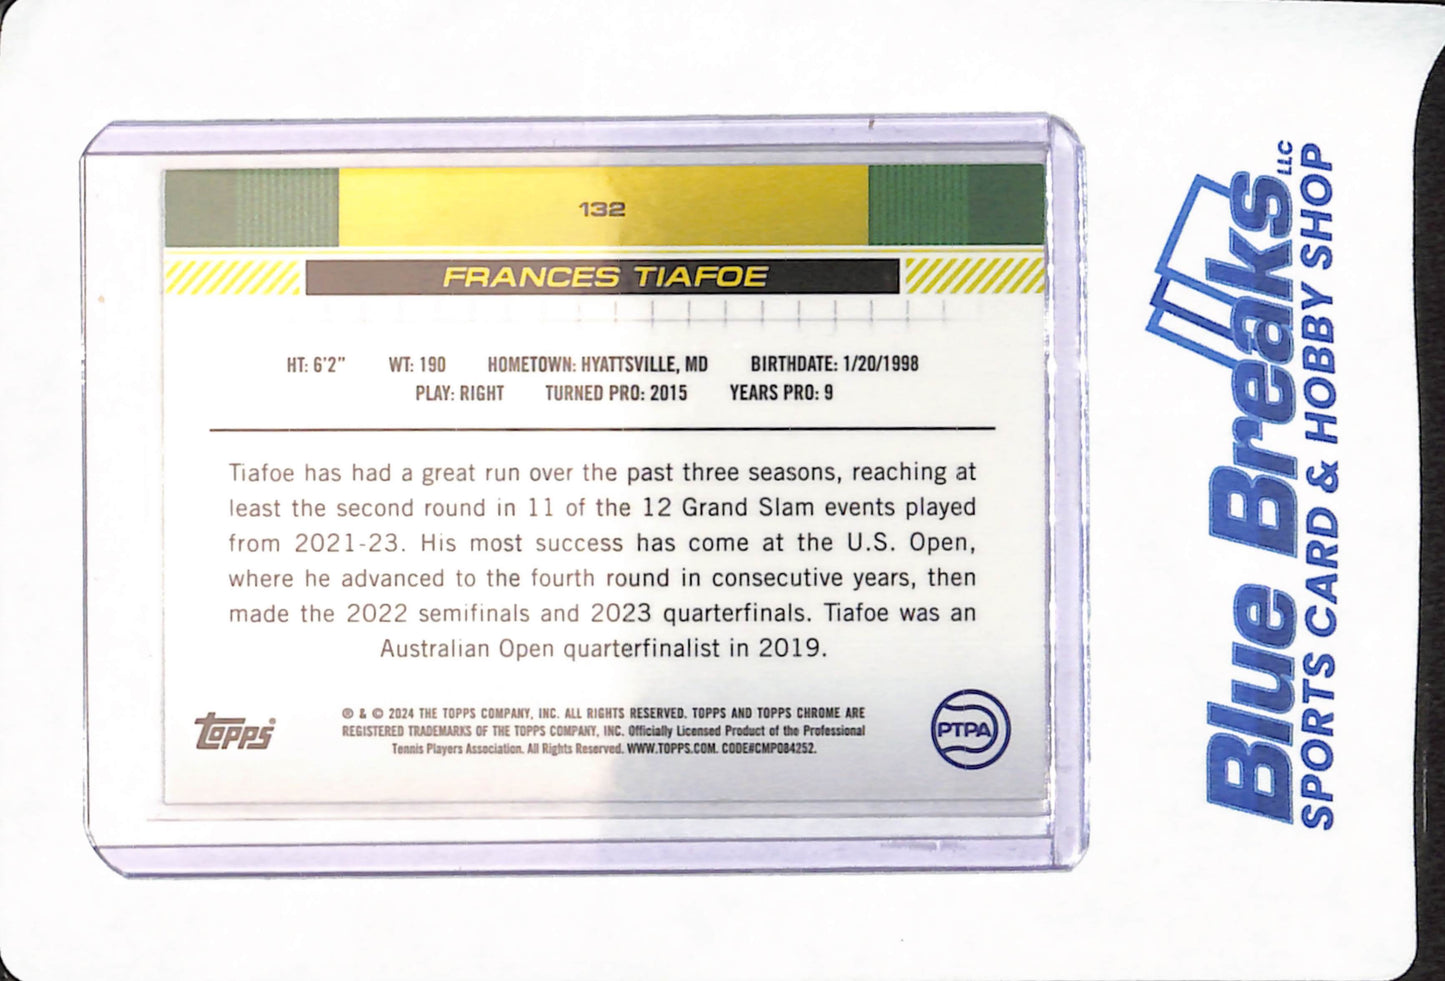 132
FRANCES TIAFOE
HT: 6'2" WT: 190 HOMETOWN: HYATTSVILLE, MD BIRTHDATE: 1/20/1998
PLAY: RIGHT TURNED PRO: 2015 YEARS PRO: 9
Tiafoe has had a great run over the past three seasons, reaching at
least the second round in 11 of the 12 Grand Slam events played
from 2021-23. His most success has come at the U.S. Open,
where he advanced to the fourth round in consecutive years, then
made the 2022 semifinals and 2023 quarterfinals. Tiafoe was an
Australian Open quarterfinalist in 2019.
Topps
® & © 2024 THE TOPPS COMPANY, INC. ALL RIGHTS RESERVED. TOPPS AND TOPPS CHROME ARE
REGISTERED TRADEMARKS OF THE TOPPS COMPANY, INC. Officially Licensed Product of the Professional
Tennis Players Association. All Rights Reserved. WWW.TOPPS.COM. CODE#CMP084252.
PTPA
Blue Breaks LLC
SPORTS CARD & HOBBY SHOP